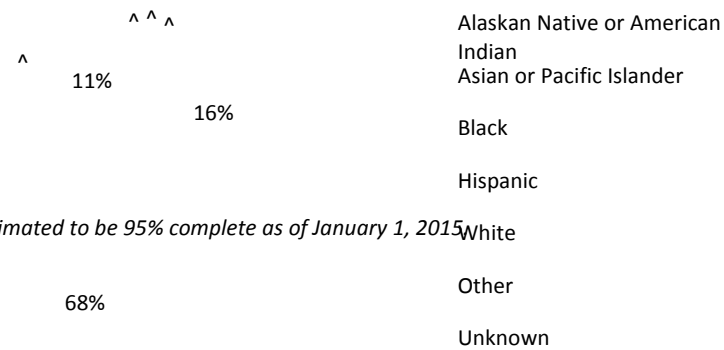 ^ ^ ^
^
11%
16%
Alaskan Native or American
Indian
Asian or Pacific Islander
Black
Hispanic
imated to be 95% complete as of January 1, 2015.
White
Other
68%
Unknown